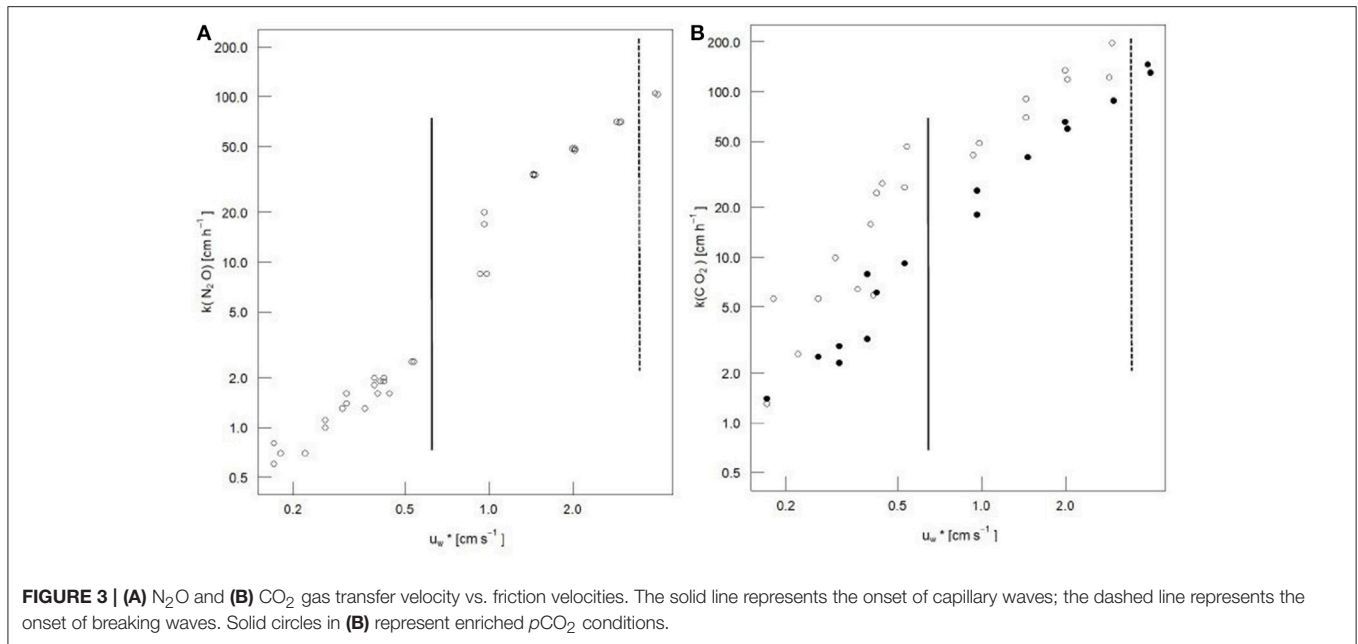 A
200.0
100.0
50.0
20.0
10.0
5.0
2.0
1.0
0.5
k( N₂ O) [cm h⁻¹ ]
0.2 0.5 1.0 2.0
u_w * [cm s⁻¹ ]
B
200.0
100.0
50.0
20.0
10.0
5.0
2.0
1.0
0.5
k(C O₂ ) [cm h⁻¹ ]
0.2 0.5 1.0 2.0
u_w * [cm s⁻¹ ]
FIGURE 3 | (A) N₂O and (B) CO₂ gas transfer velocity vs. friction velocities. The solid line represents the onset of capillary waves; the dashed line represents the
onset of breaking waves. Solid circles in (B) represent enriched pCO₂ conditions.